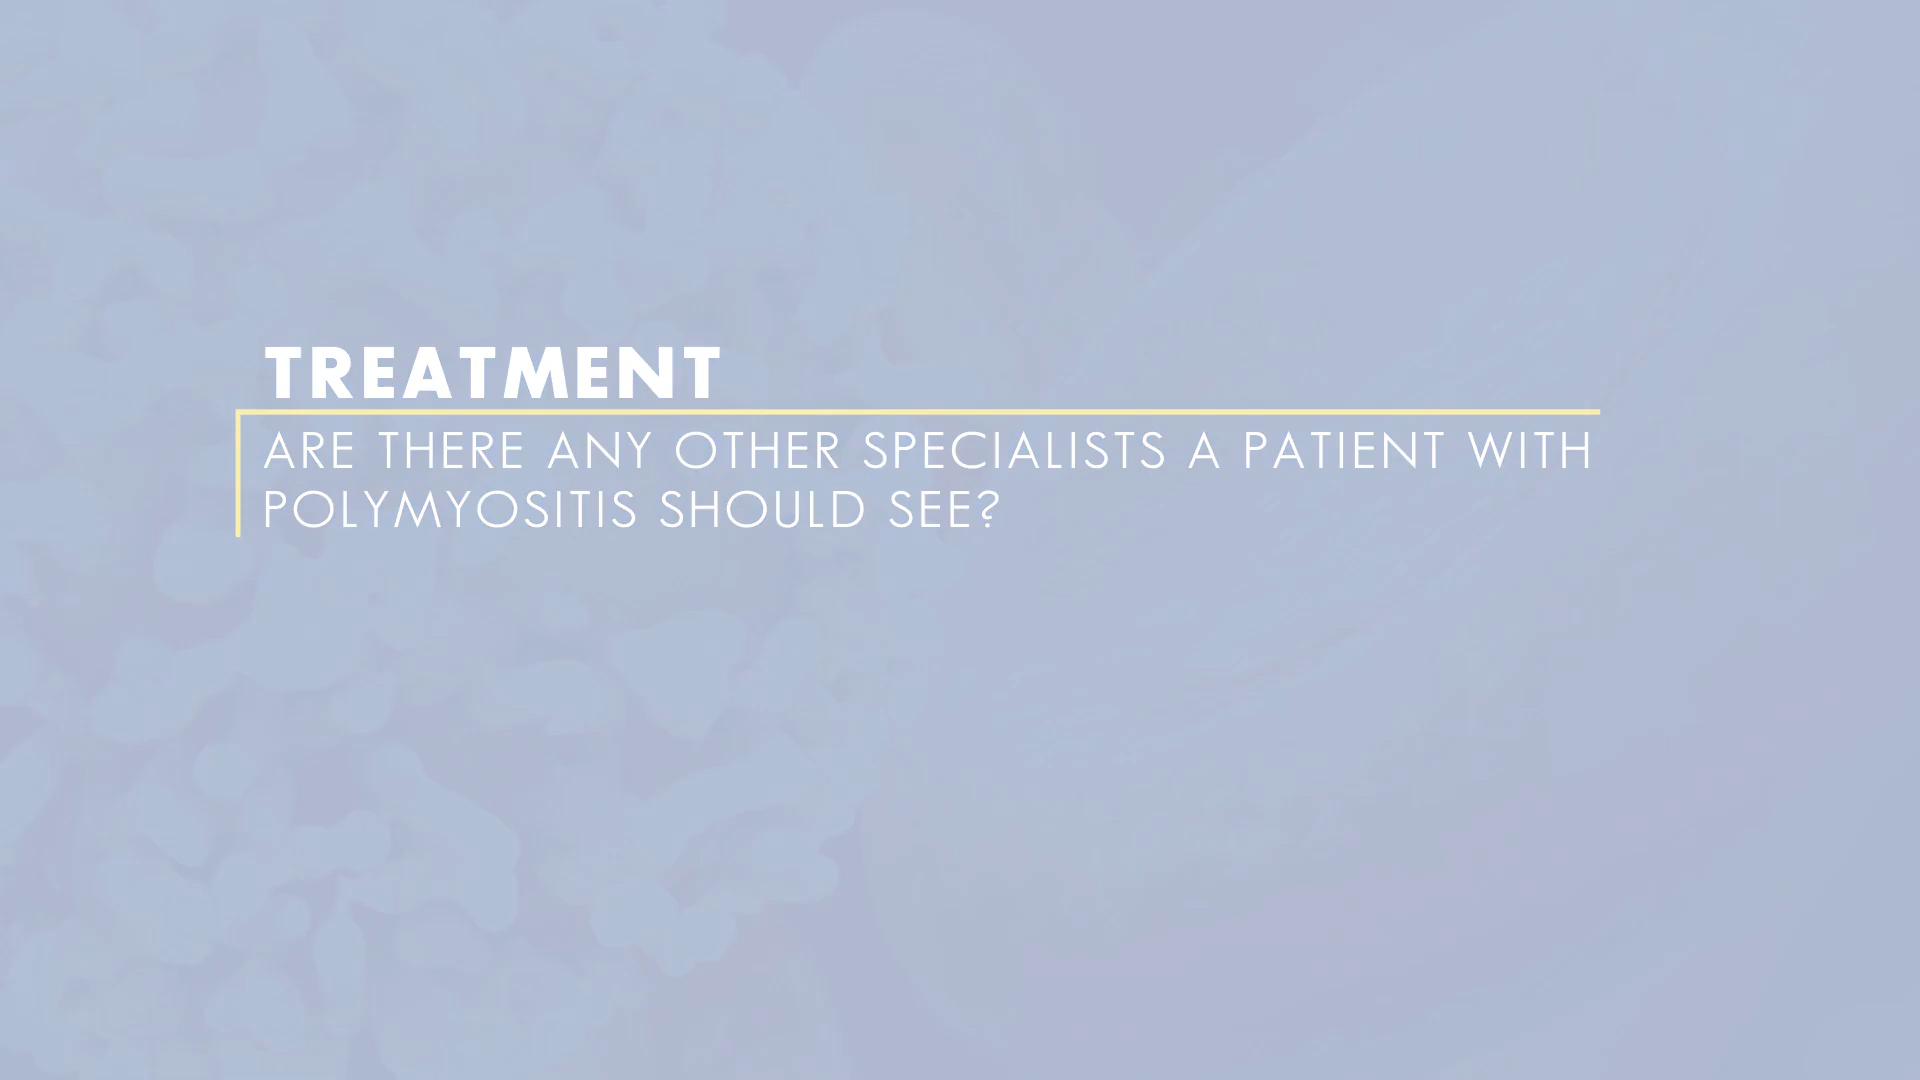 TREATMENT
ARE THERE ANY OTHER SPECIALISTS A PATIENT WITH
POLYMYOSITIS SHOULD SEE?